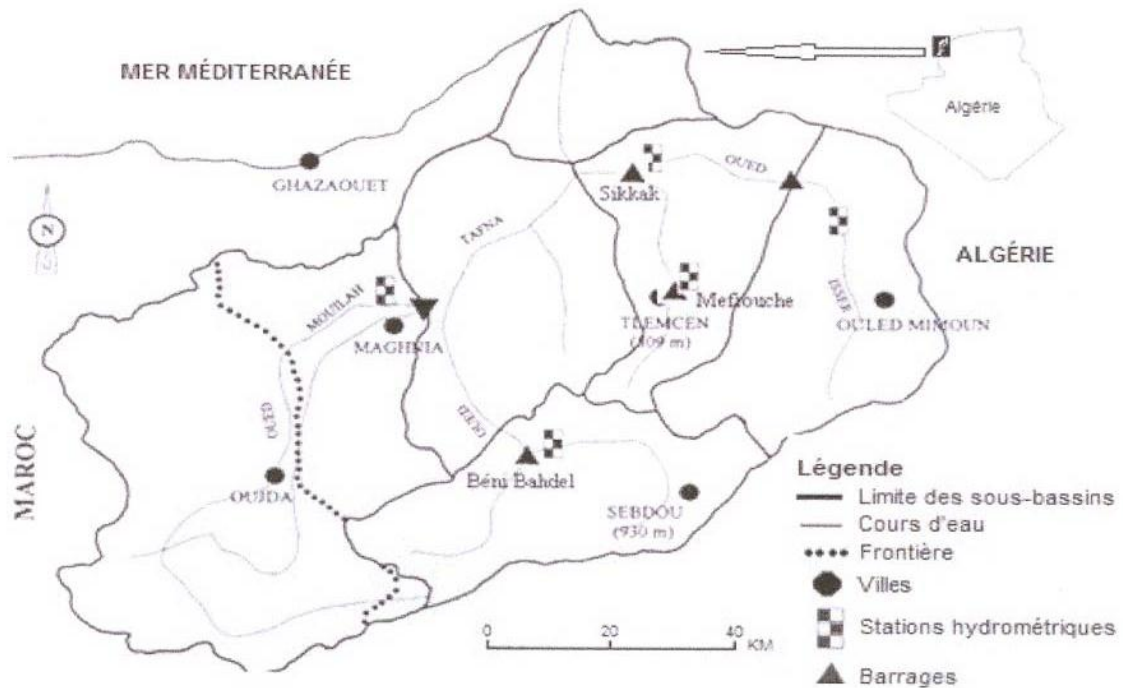 MER MÉDITERRANÉE
Algérie
GHAZAOUET
OUED
Sikkak
TAFNA
N
ALGÉRIE
ISSER
MOUILAH
Mefrouche
TLEMCEN
OULED MIMOUN
MAGHNIA
OUED
OUED
MAROC
Béni Bahdel
OUJDA
SEBDOU
(930 m)
Légende
Limite des sous-bassins
Cours d'eau
Frontière
Villes
Stations hydrométriques
Barrages
0 20 40
KM